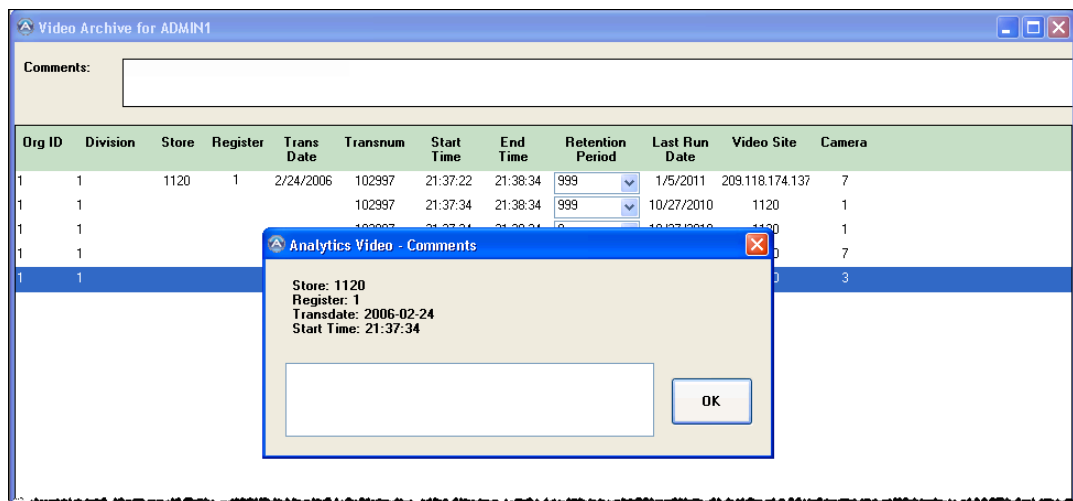 Video Archive for ADMIN1
Comments:
Org ID Division Store Register Trans Date Transnum Start Time End Time Retention Period Last Run Date Video Site Camera
1 1 1120 1 2/24/2006 102997 21:37:22 21:38:34 999 1/5/2011 209.118.174.137 7
1 1 102997 21:37:34 21:38:34 999 10/27/2010 1120 1
1 1 1
1 1 7
1 1 3
Analytics Video - Comments
Store: 1120
Register: 1
Transdate: 2006-02-24
Start Time: 21:37:34
OK